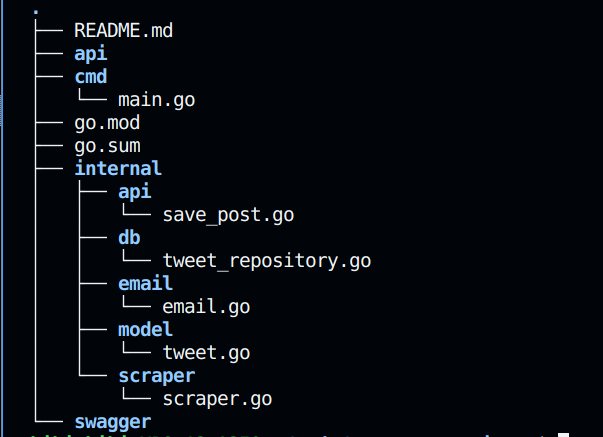 .
├── README.md
├── api
├── cmd
│   └── main.go
├── go.mod
├── go.sum
├── internal
│   ├── api
│   │   └── save_post.go
│   ├── db
│   │   └── tweet_repository.go
│   ├── email
│   │   └── email.go
│   ├── model
│   │   └── tweet.go
│   └── scraper
│       └── scraper.go
└── swagger